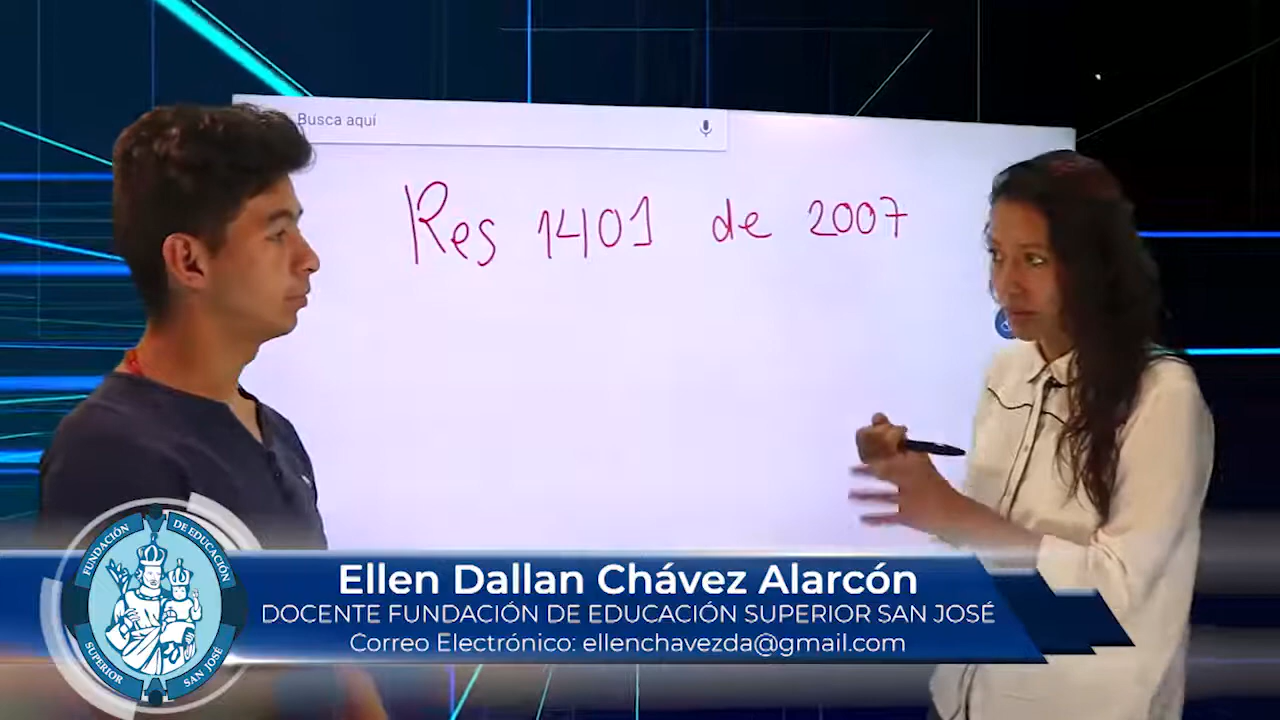 Busca aquí
Res 1401 de 2007
FUNDACIÓN DE EDUCACIÓN
SUPERIOR SAN JOSÉ
Ellen Dallan Chávez Alarcón
DOCENTE FUNDACIÓN DE EDUCACIÓN SUPERIOR SAN JOSÉ
Correo Electrónico: ellenchavezda@gmail.com